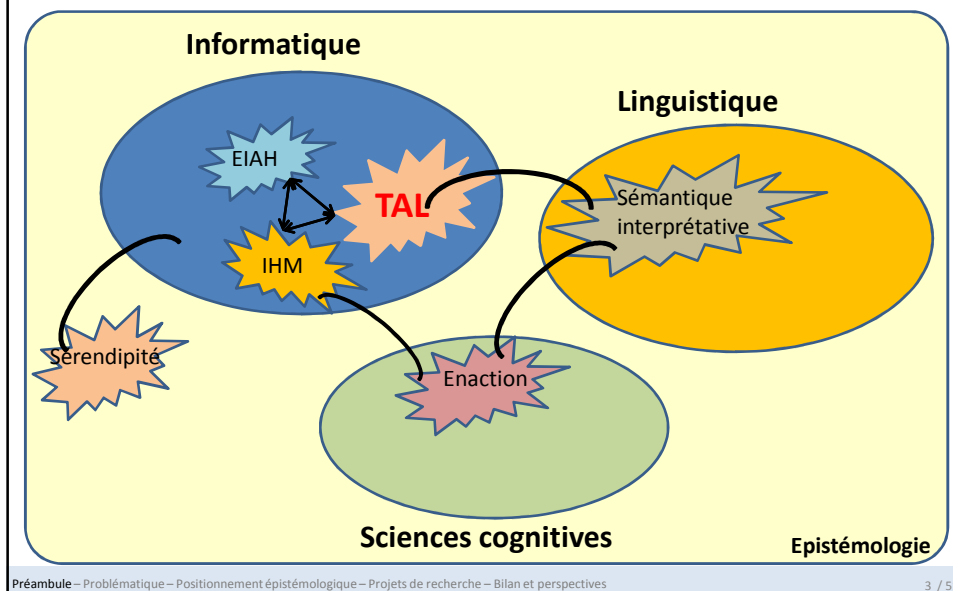 Informatique
Linguistique
EIAH
TAL
Sémantique
interprétative
IHM
Sérendipité
Enaction
Sciences cognitives
Epistémologie
Préambule – Problématique – Positionnement épistémologique – Projets de recherche – Bilan et perspectives
3 / 5